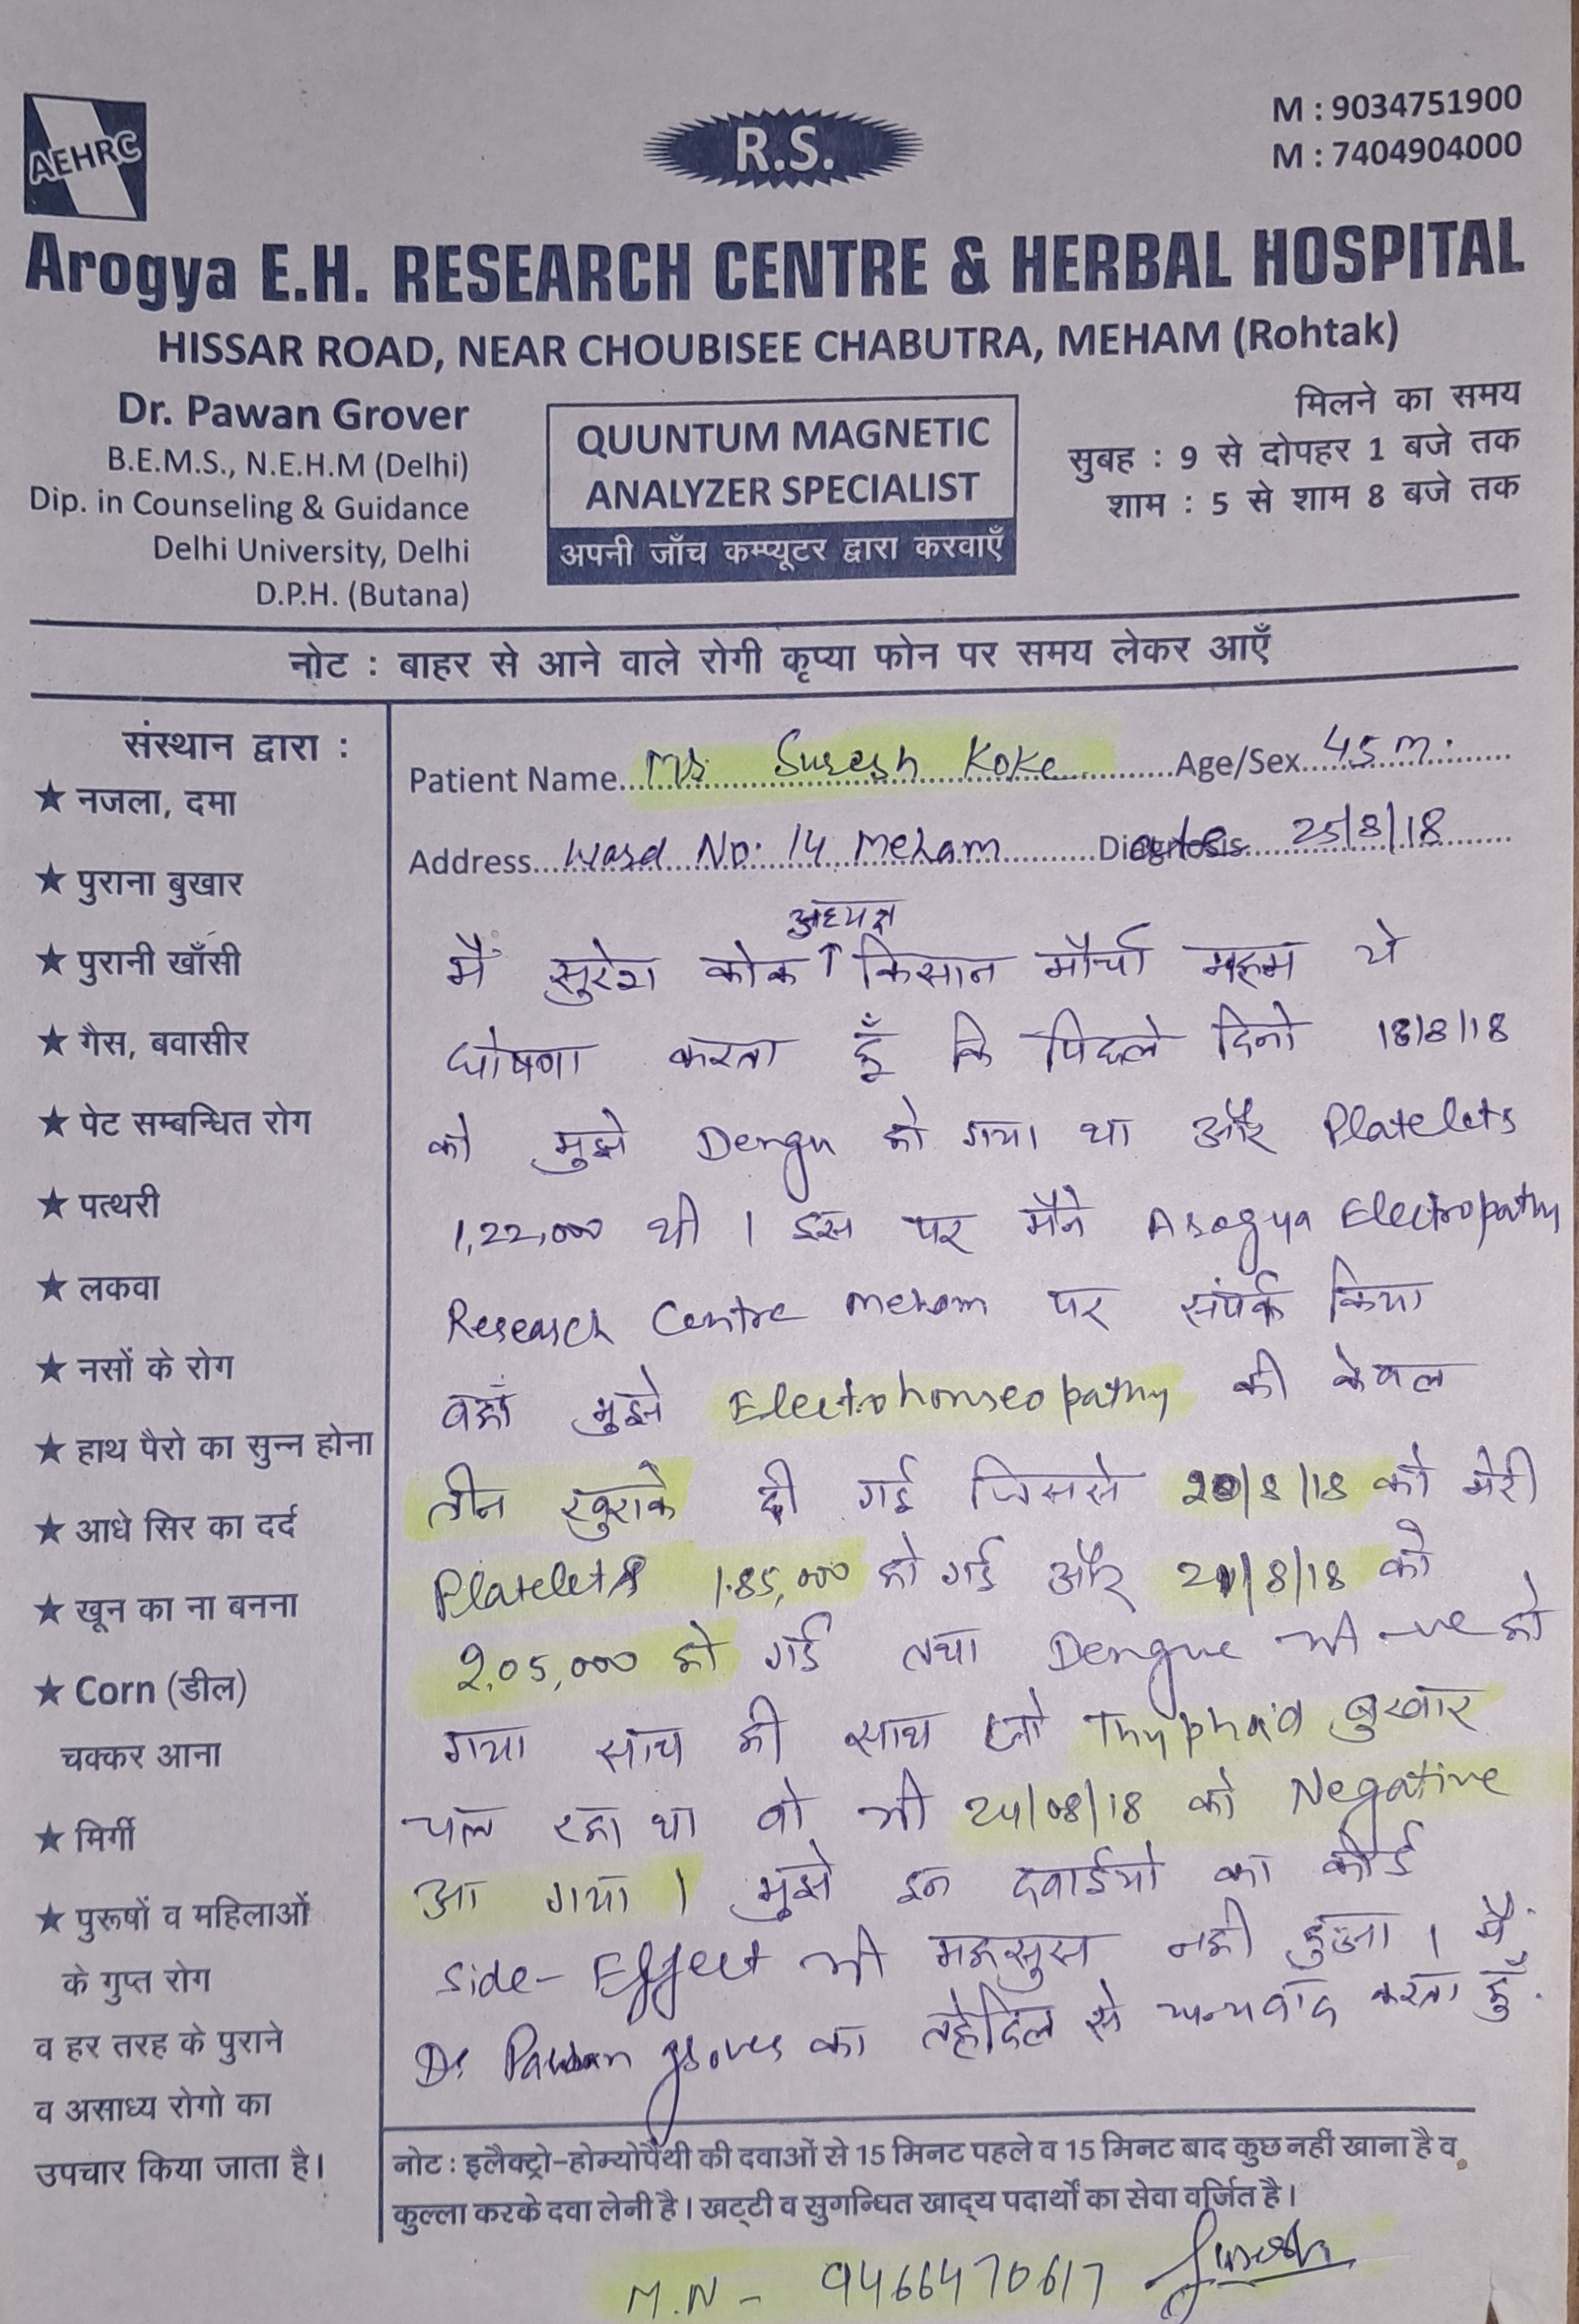 AEHRC
R.S.
M : 9034751900
M : 7404904000
Arogya E.H. RESEARCH CENTRE & HERBAL HOSPITAL
HISSAR ROAD, NEAR CHOUBISEE CHABUTRA, MEHAM (Rohtak)
Dr. Pawan Grover
B.E.M.S., N.E.H.M (Delhi)
Dip. in Counseling & Guidance
Delhi University, Delhi
D.P.H. (Butana)
QUUNTUM MAGNETIC
ANALYZER SPECIALIST
अपनी जाँच कम्प्यूटर द्वारा करवाएँ
मिलने का समय
सुबह : 9 से दोपहर 1 बजे तक
शाम : 5 से शाम 8 बजे तक
नोट : बाहर से आने वाले रोगी कृप्या फोन पर समय लेकर आएँ
संस्थान द्वारा :
★ नजला, दमा
★ पुराना बुखार
★ पुरानी खाँसी
★ गैस, बवासीर
★ पेट सम्बन्धित रोग
★ पत्थरी
★ लकवा
★ नसों के रोग
★ हाथ पैरो का सुन्न होना
★ आधे सिर का दर्द
★ खून का ना बनना
★ Corn (डील)
चक्कर आना
★ मिर्गी
★ पुरूषों व महिलाओं
के गुप्त रोग
व हर तरह के पुराने
व असाध्य रोगो का
उपचार किया जाता है।
Patient Name Mr. Suresh Koke Age/Sex 45 m.
Address Ward No. 14 Meham Date 25/8/18
अध्यक्ष
मैं सुरेश कोक ↑ किसान मौर्चा महम ये
घोषणा करता हूँ कि पिछले दिनो 18/8/18
को मुझे Dengu हो गया था और Platelets
1,22,000 थी । इस पर मैने Arogya Electropathy
Research Centre Meham पर संपर्क किया
वहाँ मुझे Electrohomoeopathy की केवल
तीन खुराके दी गई जिससे 20/8/18 को मेरी
Platelets 1.85,000 हो गई और 21/8/18 को
2,05,000 हो गई तथा Dengue भी -ve हो
गया साथ ही साथ जो Thyphoid बुखार
चल रहा था वो भी 24/08/18 को Negative
आ गया । मुझे इन दवाईयो का कोई
side-Effect भी महसुस नही हुआ । मैं
Dr Pawan Grover का तहेदिल से धन्यवाद करता हूँ.
नोट : इलैक्ट्रो-होम्योपैथी की दवाओं से 15 मिनट पहले व 15 मिनट बाद कुछ नहीं खाना है व
कुल्ला करके दवा लेनी है। खट्टी व सुगन्धित खाद्य पदार्थों का सेवा वर्जित है।
M.N - 9466470617 Suresh